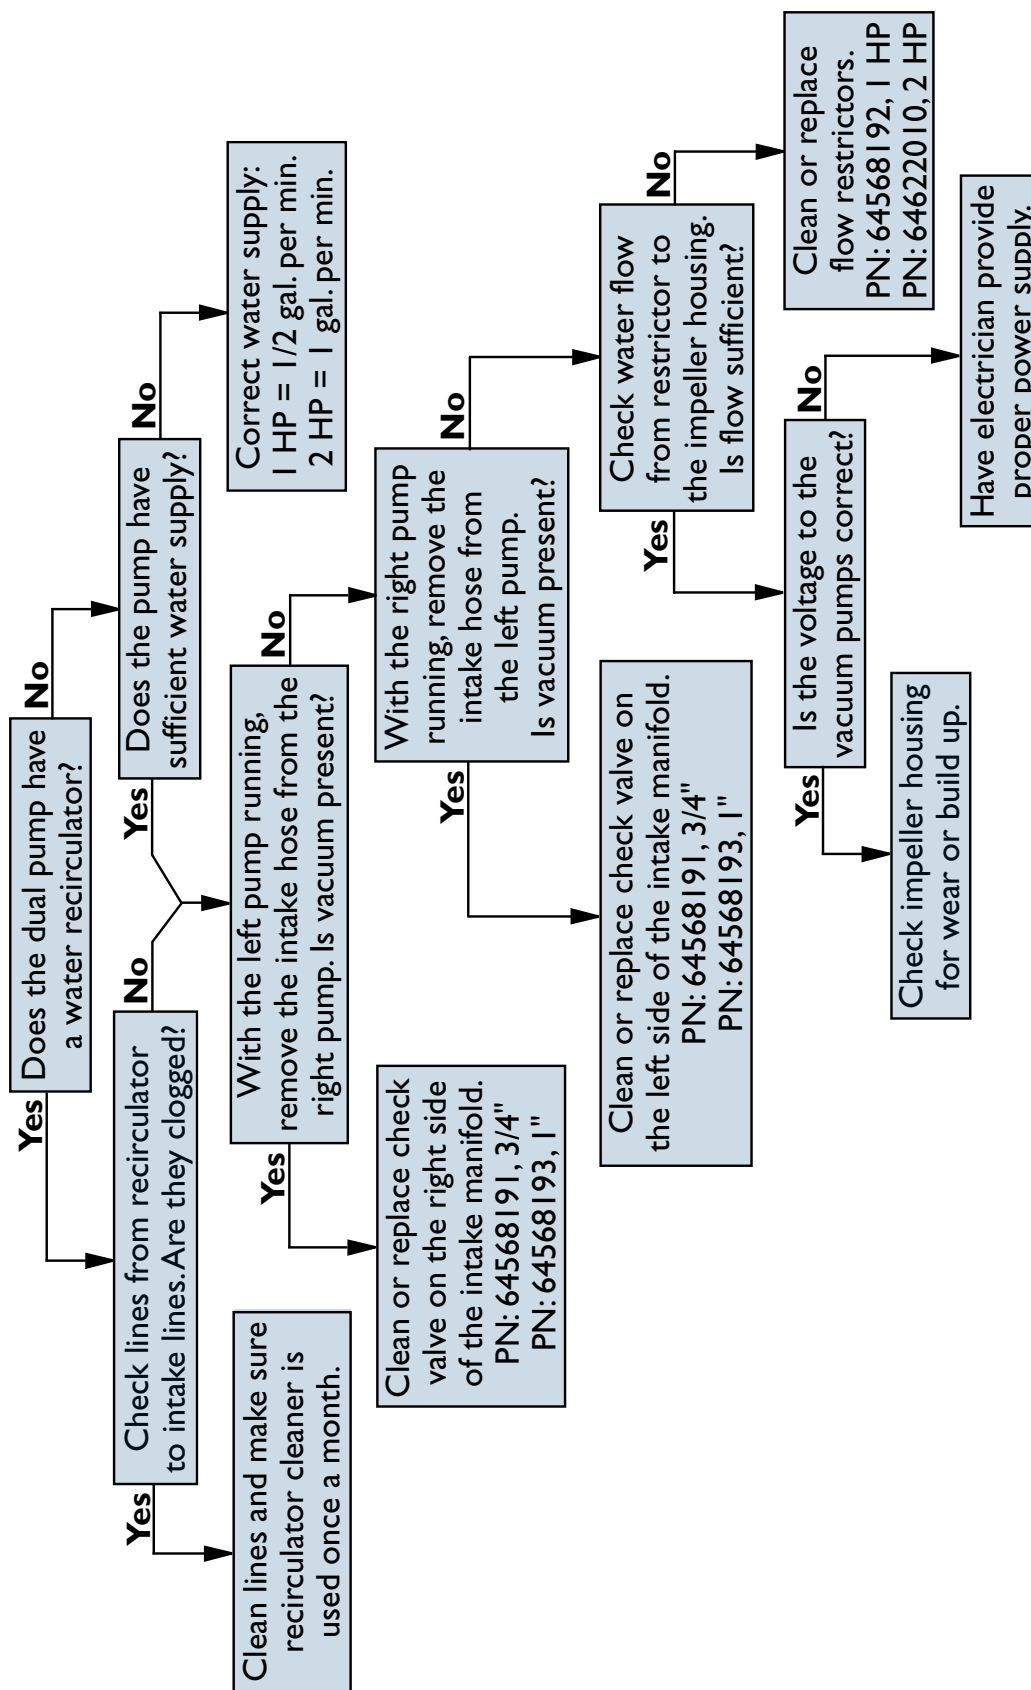 Does the dual pump have
a water recirculator?
Yes
No
Check lines from recirculator
to intake lines. Are they clogged?
Yes
No
Does the pump have
sufficient water supply?
Yes
No
Clean lines and make sure
recirculator cleaner is
used once a month.
With the left pump running,
remove the intake hose from the
right pump. Is vacuum present?
Yes
No
Correct water supply:
1 HP = 1/2 gal. per min.
2 HP = 1 gal. per min.
Clean or replace check
valve on the right side
of the intake manifold.
PN: 64568191, 3/4"
PN: 64568193, 1"
With the right pump
running, remove the
intake hose from
the left pump.
Is vacuum present?
Yes
No
Clean or replace check valve on
the left side of the intake manifold.
PN: 64568191, 3/4"
PN: 64568193, 1"
Check water flow
from restrictor to
the impeller housing.
Is flow sufficient?
Yes
No
Is the voltage to the
vacuum pumps correct?
Yes
No
Clean or replace
flow restrictors.
PN: 64568192, 1 HP
PN: 64622010, 2 HP
Check impeller housing
for wear or build up.
Have electrician provide
proper power supply.